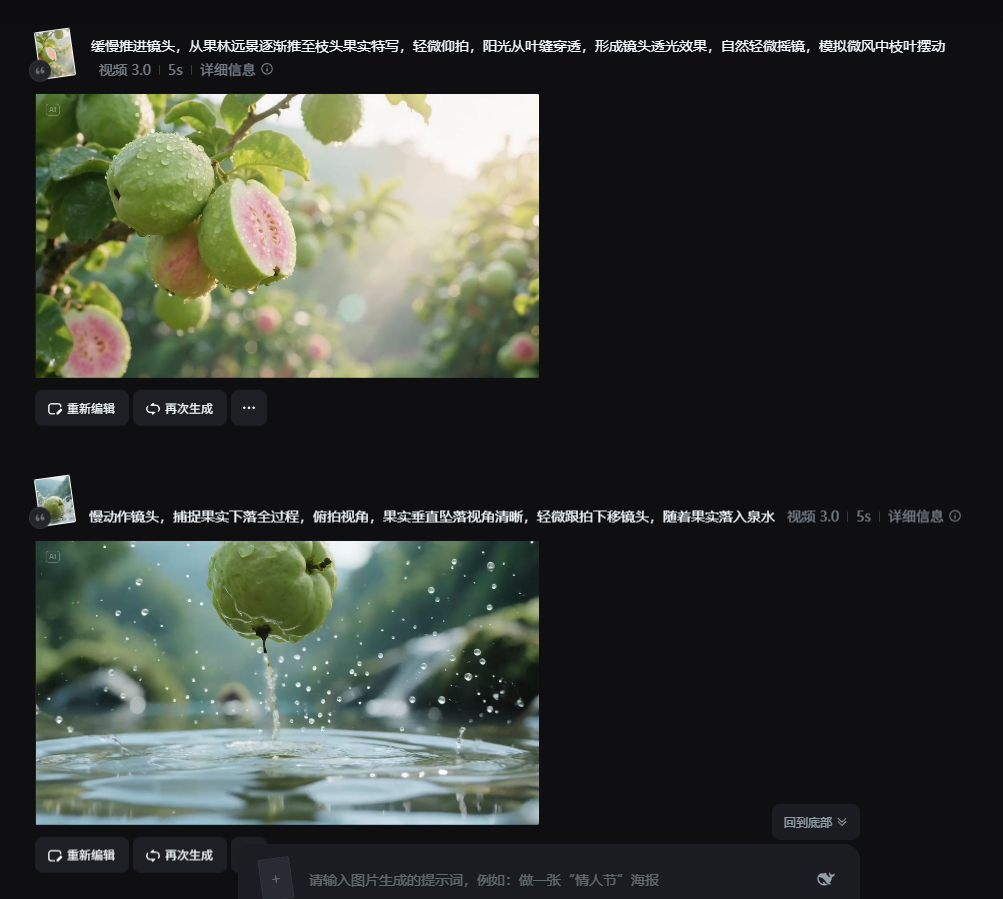 缓慢推进镜头，从果林远景逐渐推至枝头果实特写，轻微仰拍，阳光从叶缝穿透，形成镜头透光效果，自然轻微摇镜，模拟微风中枝叶摆动
视频 3.0 | 5s | 详细信息
AI
重新编辑 再次生成 ...
慢动作镜头，捕捉果实下落全过程，俯拍视角，果实垂直坠落视角清晰，轻微跟拍下移镜头，随着果实落入泉水 视频 3.0 | 5s | 详细信息
AI
回到底部
重新编辑 再次生成
请输入图片生成的提示词，例如：做一张“情人节”海报